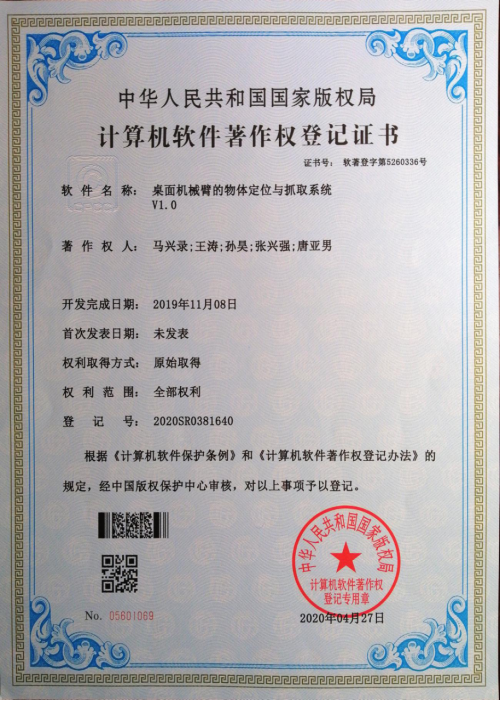 中华人民共和国国家版权局
计算机软件著作权登记证书
证书号: 软著登字第5260336号
软件名称: 桌面机械臂的物体定位与抓取系统
V1.0
著作权人: 马兴录;王涛;孙昊;张兴强;唐亚男
开发完成日期: 2019年11月08日
首次发表日期: 未发表
权利取得方式: 原始取得
权利范围: 全部权利
登记号: 2020SR0381640
根据《计算机软件保护条例》和《计算机软件著作权登记办法》的
规定，经中国版权保护中心审核，对以上事项予以登记。
中华人民共和国国家版权局
计算机软件著作权
登记专用章
No. 05601069
2020年04月27日